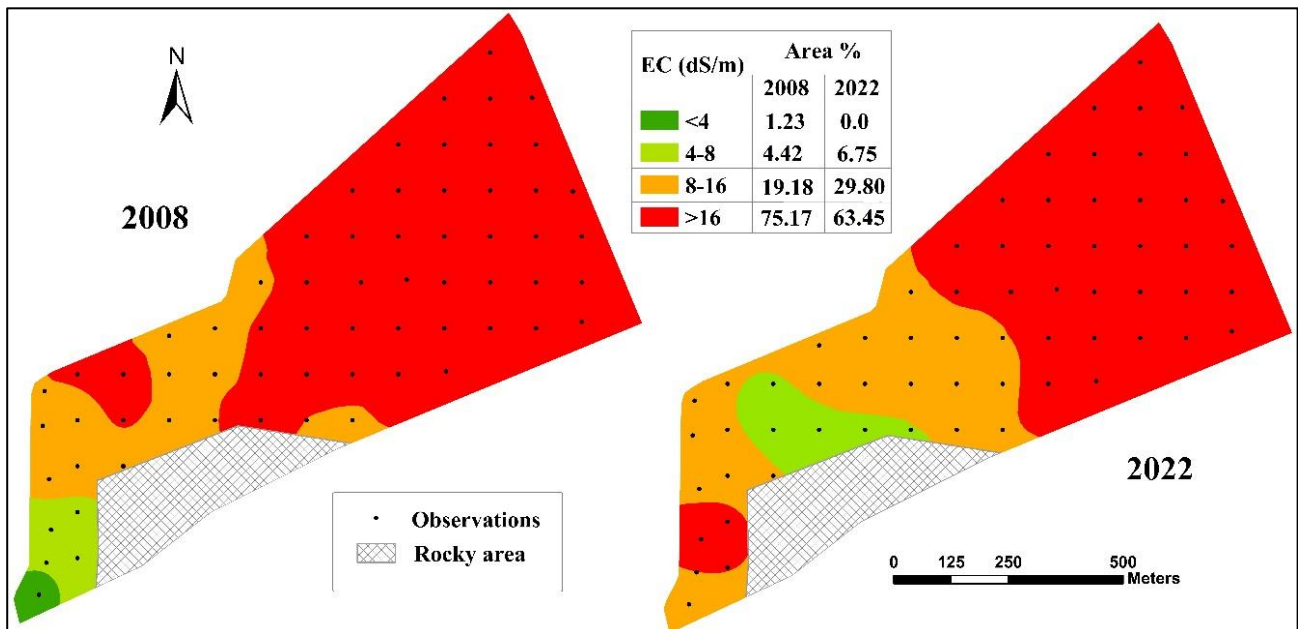 N
2008
EC (dS/m) Area %
2008 2022
<4 1.23 0.0
4-8 4.42 6.75
8-16 19.18 29.80
>16 75.17 63.45
2022
Observations
Rocky area
0 125 250 500
Meters